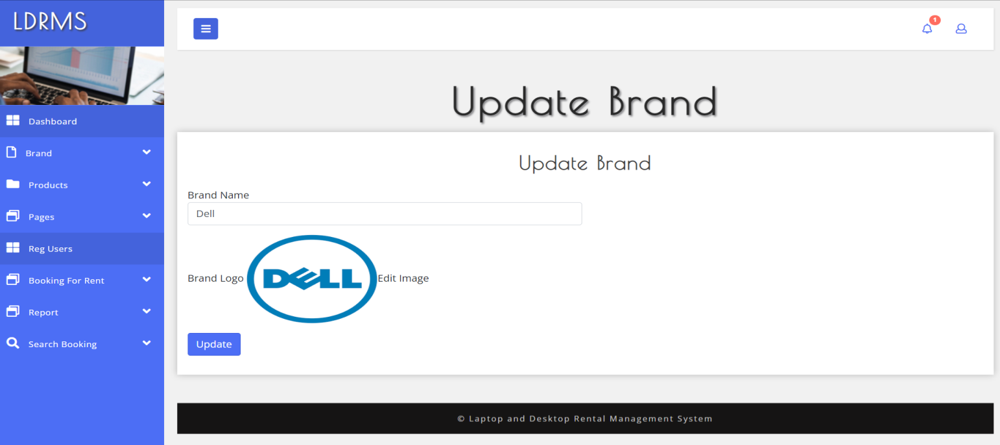 LDRMS
1
Dashboard
Brand
Products
Pages
Reg Users
Booking For Rent
Report
Search Booking
Update Brand
Update Brand
Brand Name
Dell
Brand Logo DELL Edit Image
Update
© Laptop and Desktop Rental Management System